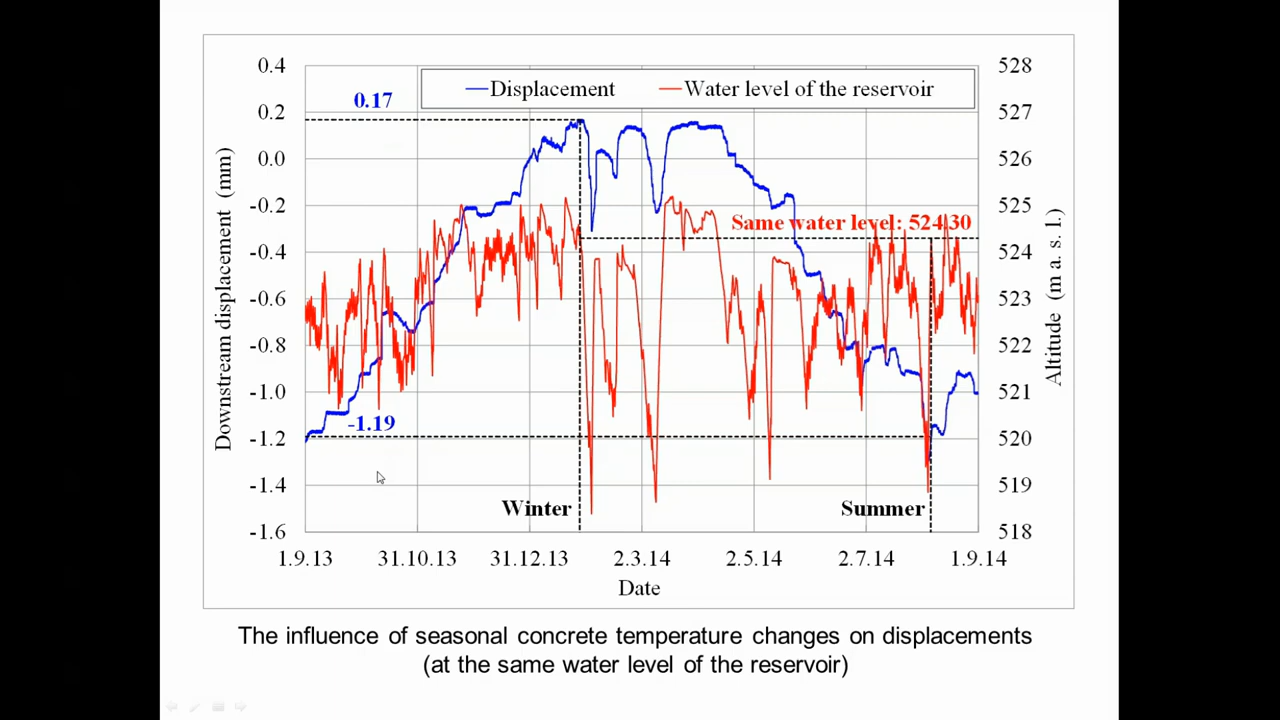 Displacement Water level of the reservoir
0.4 528
0.2 0.17 527
0.0 526
-0.2 525
Same water level: 524.30
-0.4 524
-0.6 523
-0.8 522
-1.0 521
-1.19
-1.2 520
-1.4 519
Winter Summer
-1.6 518
1.9.13 31.10.13 31.12.13 2.3.14 2.5.14 2.7.14 1.9.14
Date
Downstream displacement (mm)
Altitude (m a. s. l.)
The influence of seasonal concrete temperature changes on displacements
(at the same water level of the reservoir)